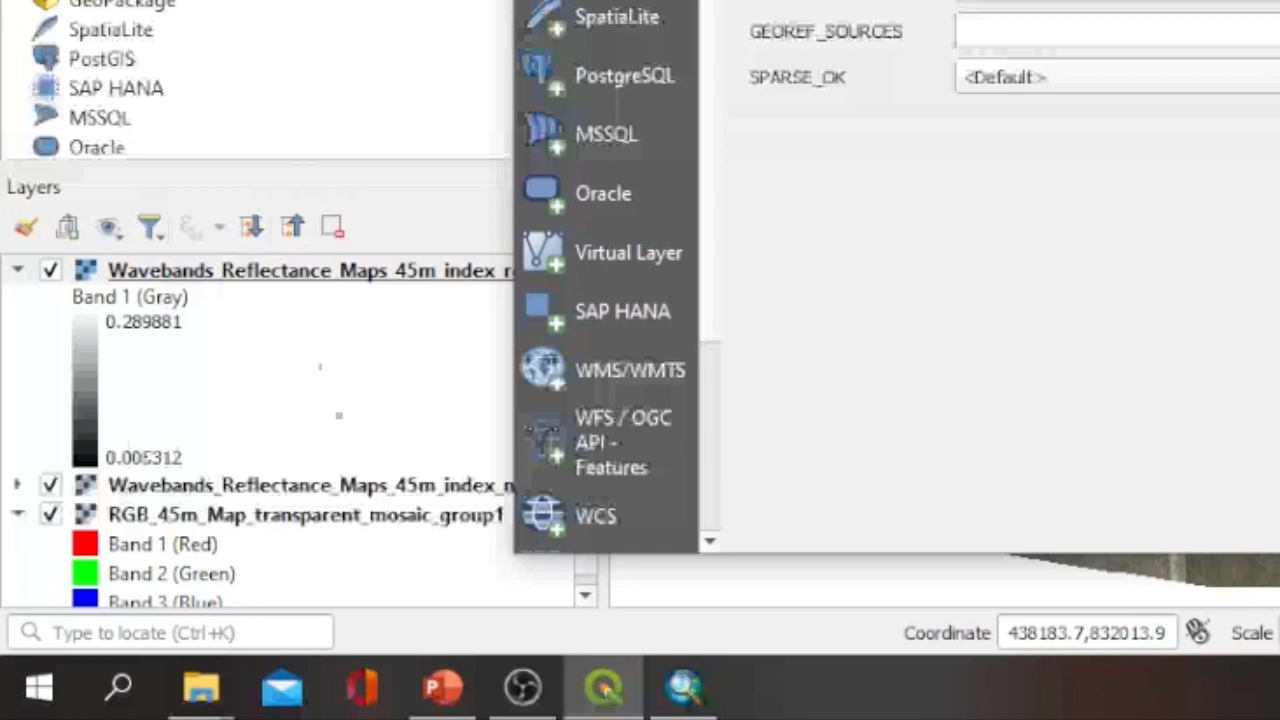 GeoPackage
SpatiaLite
PostGIS
SAP HANA
MSSQL
Oracle
Layers
Wavebands_Reflectance_Maps_45m_index_r
Band 1 (Gray)
0.289881
0.005312
Wavebands_Reflectance_Maps_45m_index_n
RGB_45m_Map_transparent_mosaic_group1
Band 1 (Red)
Band 2 (Green)
Band 3 (Blue)
SpatiaLite
PostgreSQL
MSSQL
Oracle
Virtual Layer
SAP HANA
WMS/WMTS
WFS / OGC
API -
Features
WCS
GEOREF_SOURCES
SPARSE_OK
<Default>
Type to locate (Ctrl+K)
Coordinate
438183.7,832013.9
Scale